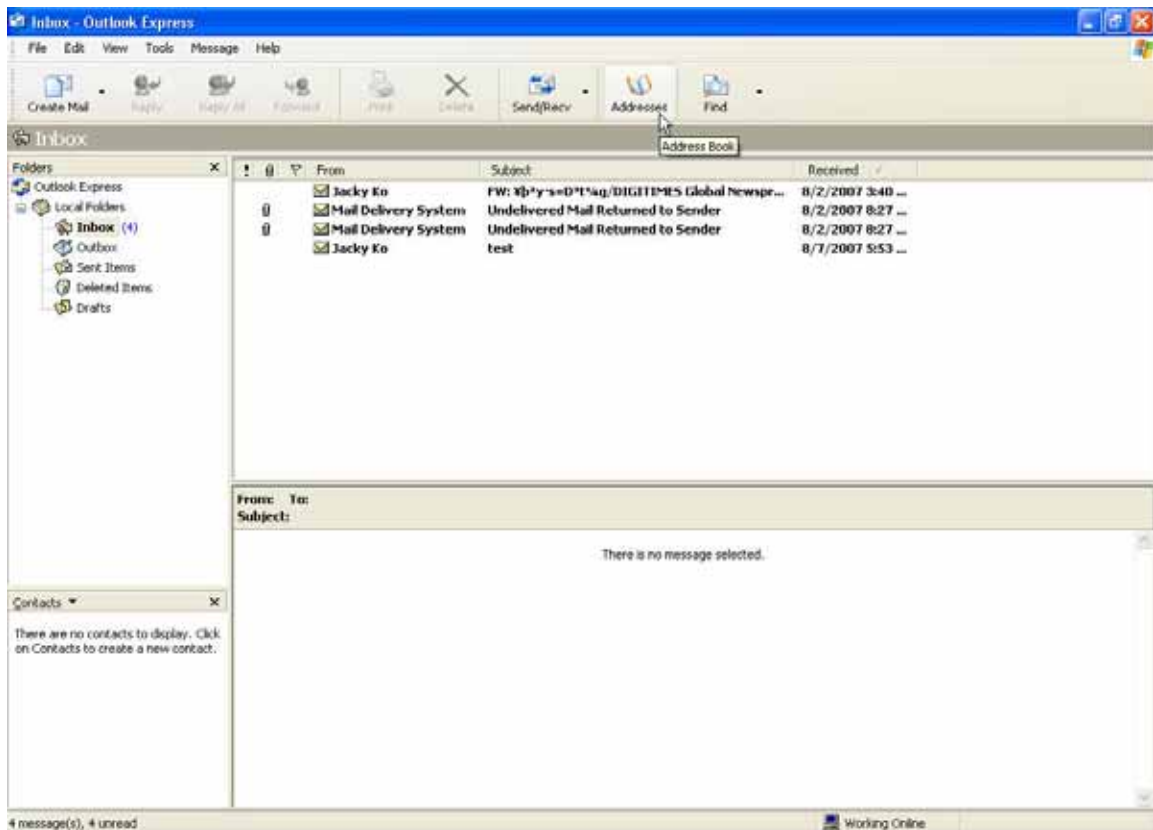 Inbox - Outlook Express
File Edit View Tools Message Help
Create Mail Reply Reply All Forward Print Delete Send/Recv Addresses Find
Inbox
Address Book
Folders
Outlook Express
Local Folders
Inbox (4)
Outbox
Sent Items
Deleted Items
Drafts
! From Subject Received
Jacky Ko FW: /DIGITIMES Global Newspr... 8/2/2007 3:40 ...
Mail Delivery System Undelivered Mail Returned to Sender 8/2/2007 8:27 ...
Mail Delivery System Undelivered Mail Returned to Sender 8/2/2007 8:27 ...
Jacky Ko test 8/7/2007 5:53 ...
From: To:
Subject:
There is no message selected.
Contacts
There are no contacts to display. Click
on Contacts to create a new contact.
4 message(s), 4 unread Working Online